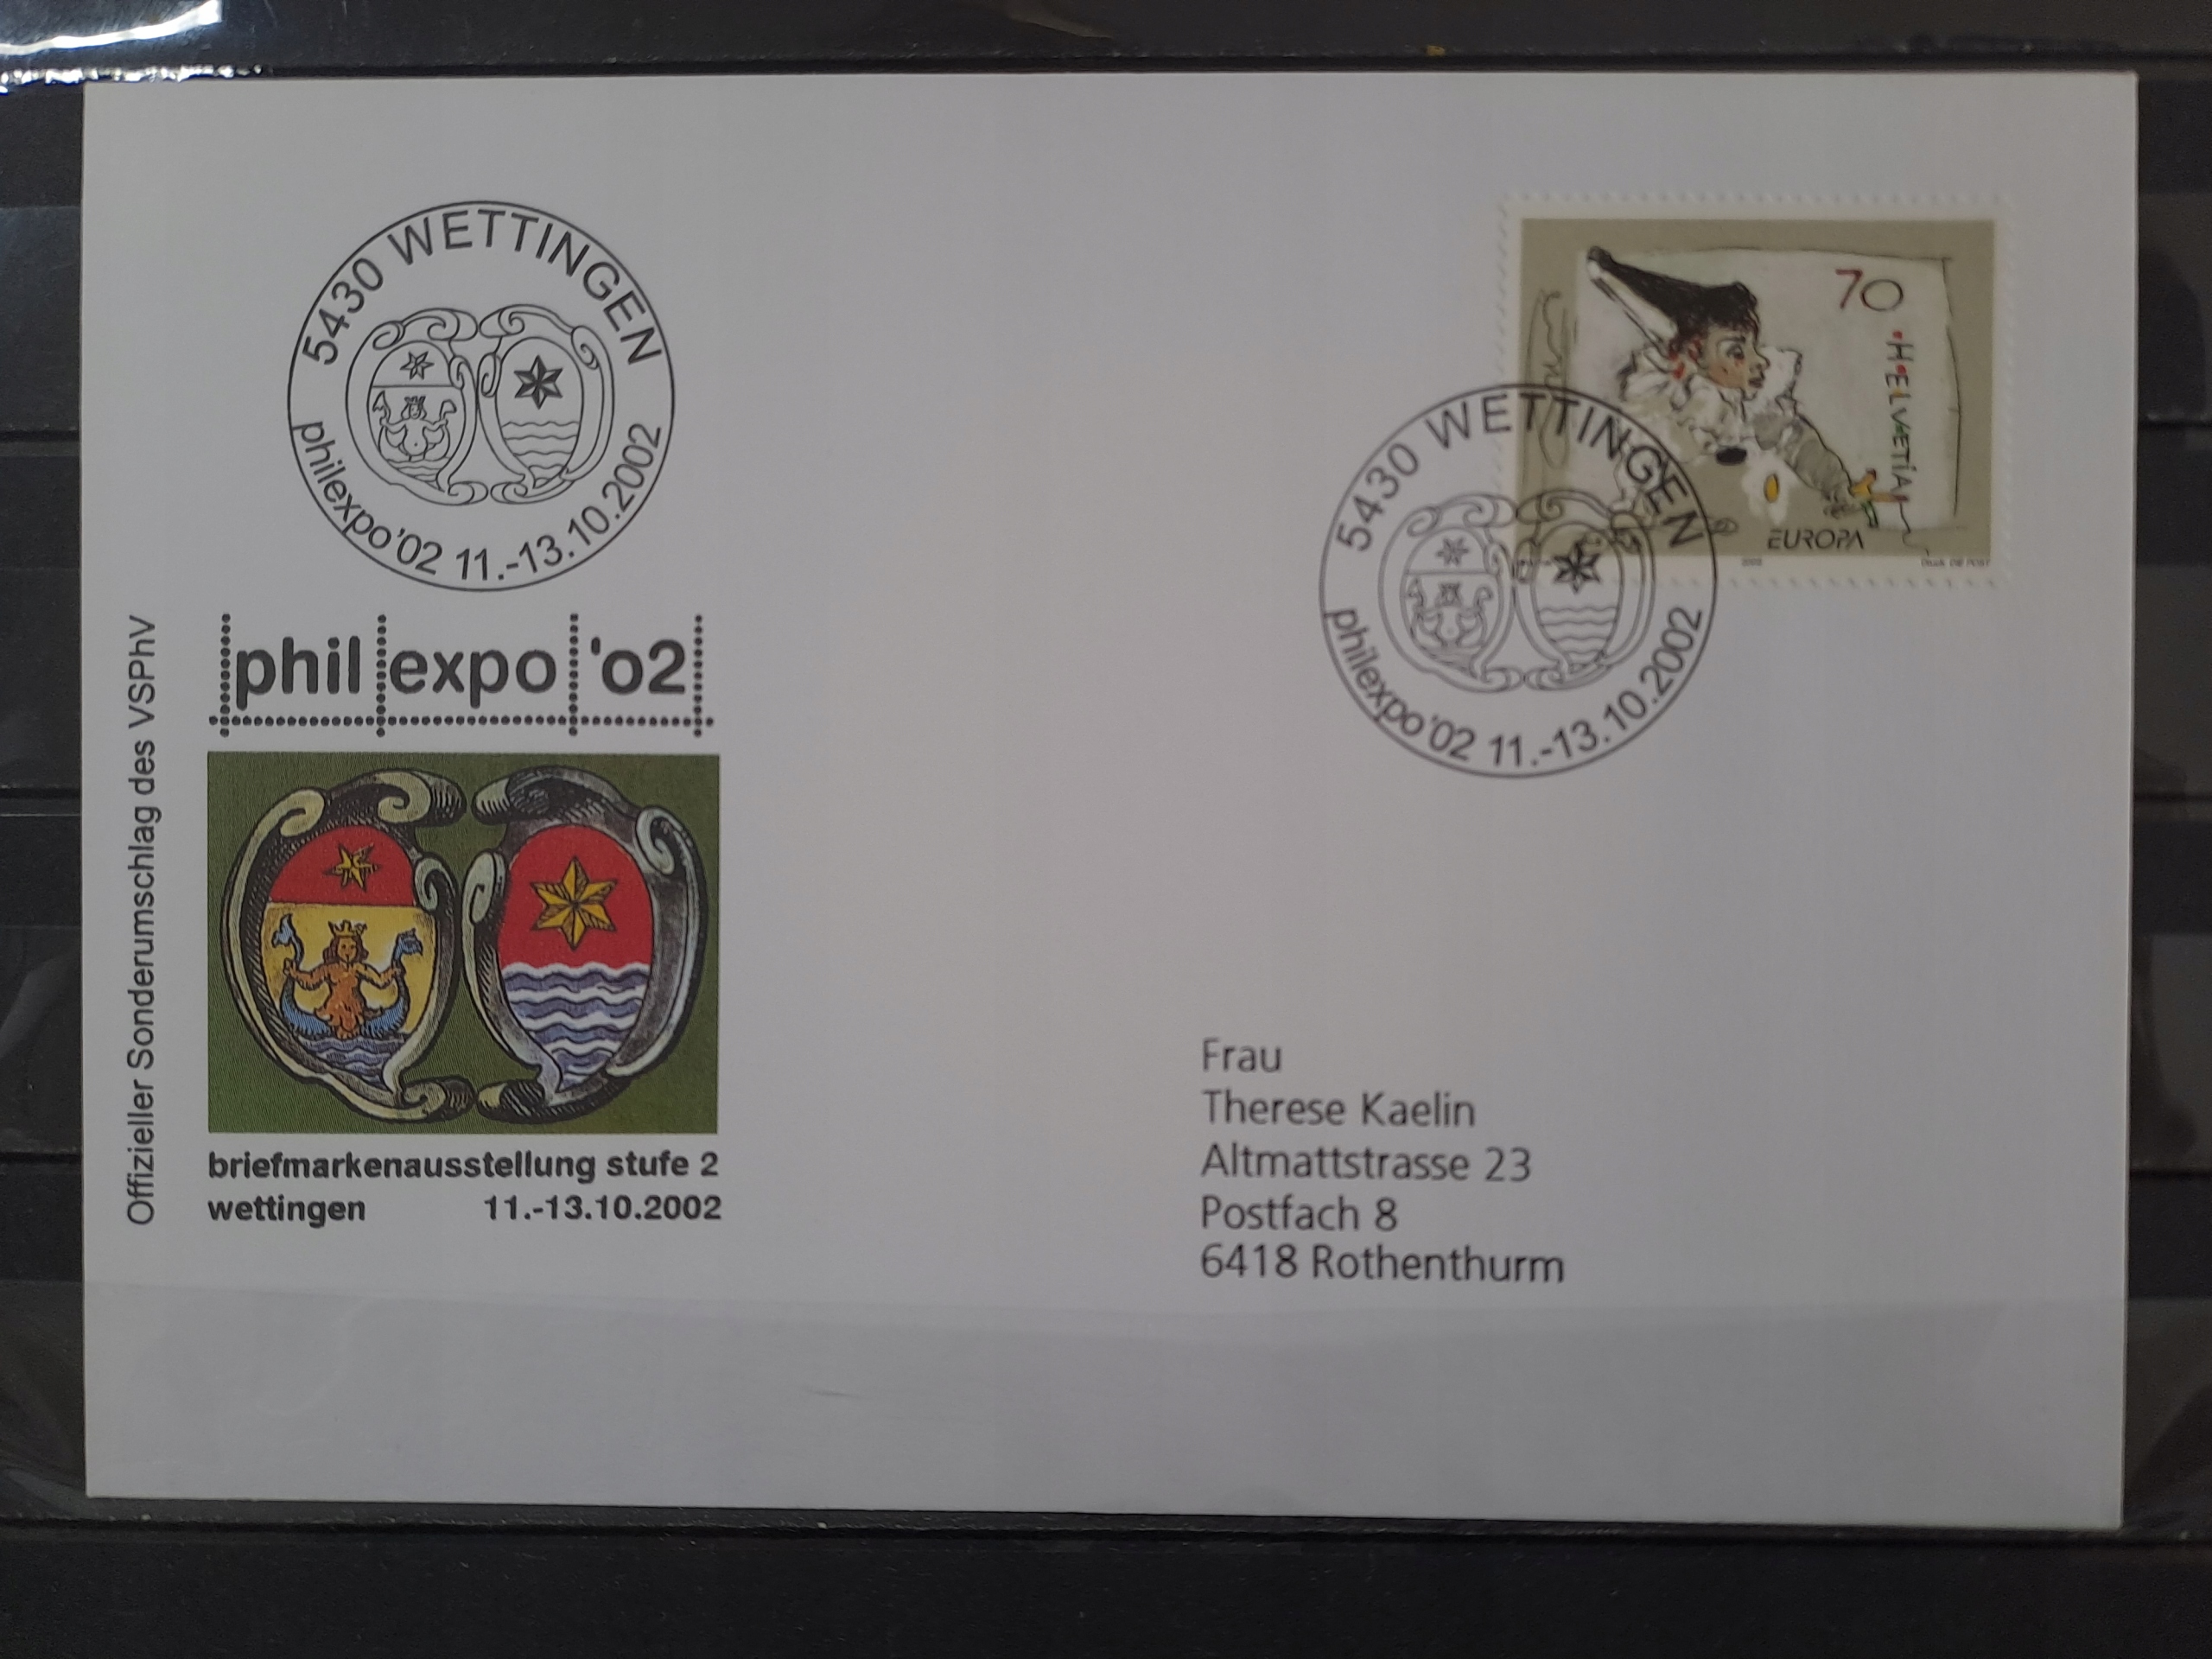 5430 WETTINGEN
philexpo'02 11.-13.10.2002
phil expo '02
Offizieller Sonderumschlag des VSPhV
briefmarkenausstellung stufe 2
wettingen 11.-13.10.2002
70
HELVETIA
EUROPA
2002
5430 WETTINGEN
philexpo'02 11.-13.10.2002
Frau
Therese Kaelin
Altmattstrasse 23
Postfach 8
6418 Rothenthurm